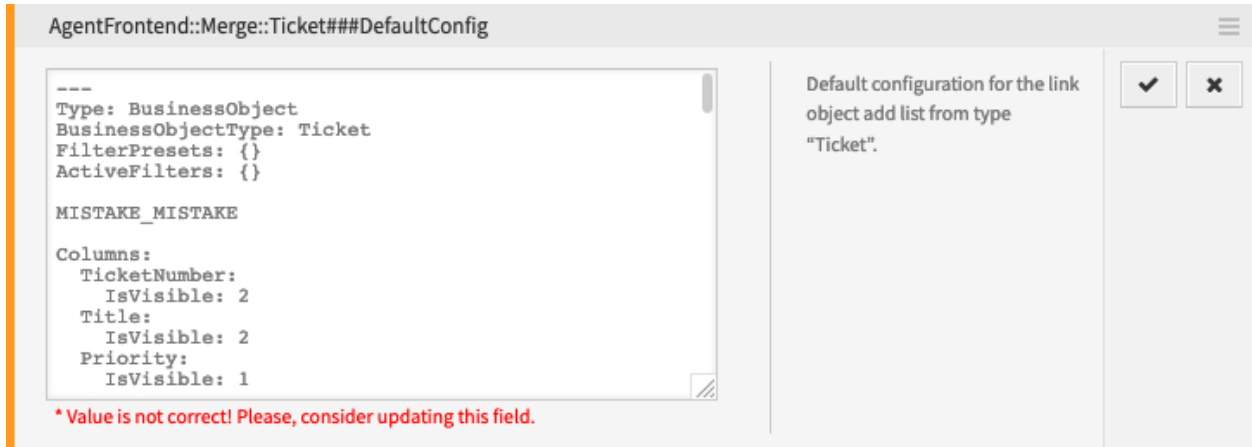 AgentFrontend::Merge::Ticket###DefaultConfig
---
Type: BusinessObject
BusinessObjectType: Ticket
FilterPresets: {}
ActiveFilters: {}
MISTAKE_MISTAKE
Columns:
  TicketNumber:
    IsVisible: 2
  Title:
    IsVisible: 2
  Priority:
    IsVisible: 1
* Value is not correct! Please, consider updating this field.
Default configuration for the link
object add list from type
“Ticket”.